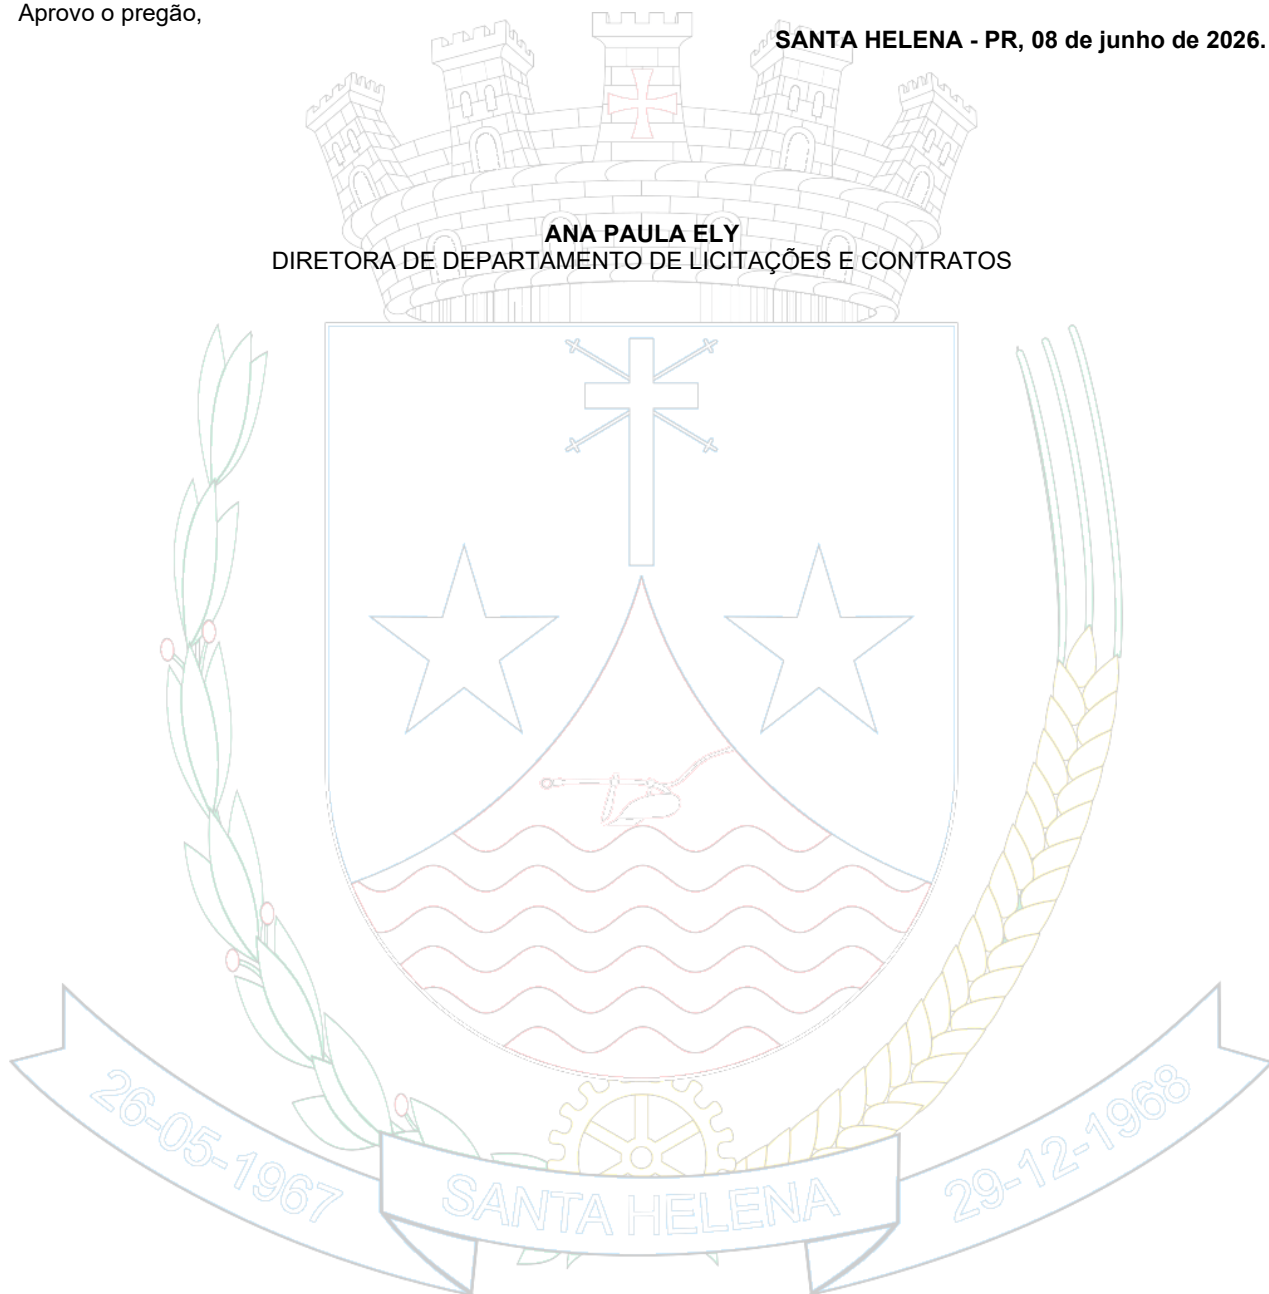 Aprovo o pregão,
SANTA HELENA - PR, 08 de junho de 2026.
ANA PAULA ELY
DIRETORA DE DEPARTAMENTO DE LICITAÇÕES E CONTRATOS
26-05-1967
SANTA HELENA
29-12-1968